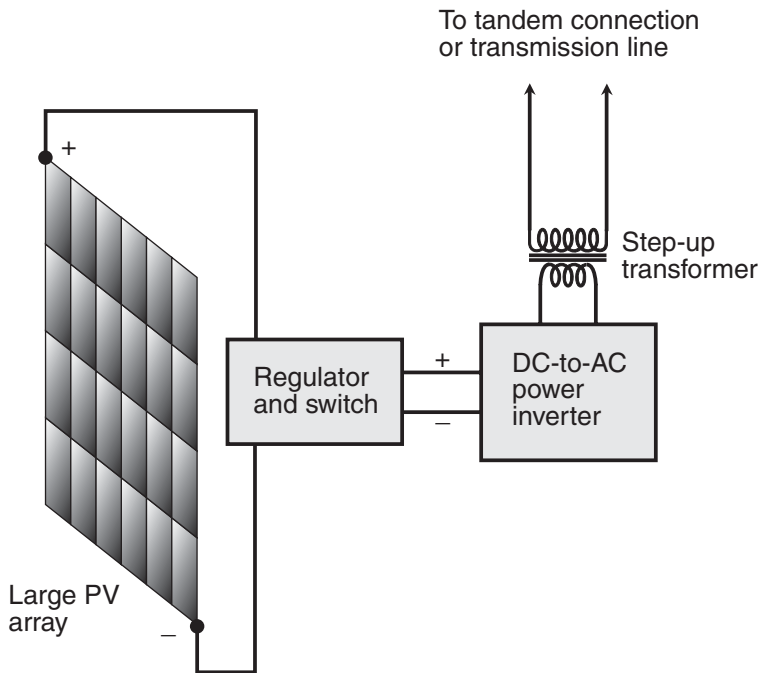 To tandem connection
or transmission line
+
Step-up
transformer
Regulator
and switch
+
−
DC-to-AC
power
inverter
Large PV
array
−